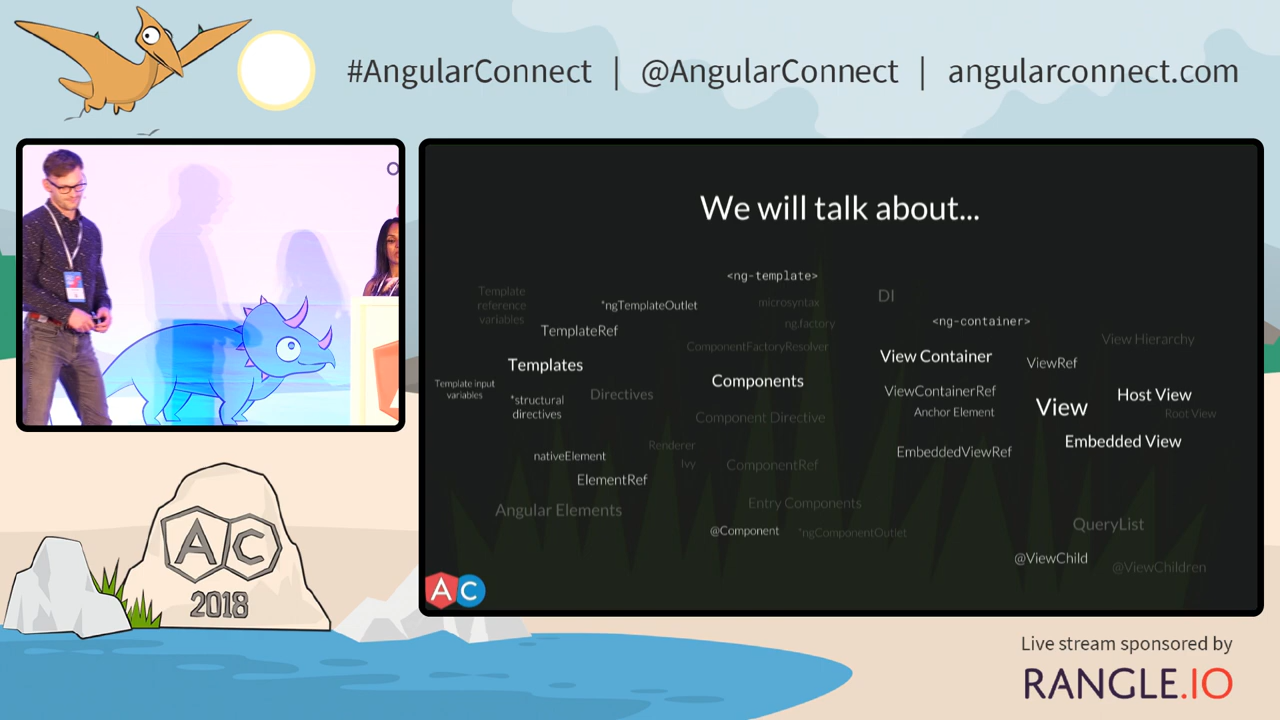 #AngularConnect | @AngularConnect | angularconnect.com
We will talk about...
<ng-template>
Template
reference
variables
*ngTemplateOutlet
microsyntax
DI
TemplateRef
ng.factory
<ng-container>
ComponentFactoryResolver
View Hierarchy
Templates
View Container
ViewRef
Components
Template input
variables
Directives
ViewContainerRef
Host View
*structural
directives
Component Directive
Anchor Element
View
Root View
Renderer
Embedded View
nativeElement
Ivy
ComponentRef
EmbeddedViewRef
ElementRef
Angular Elements
Entry Components
QueryList
@Component
*ngComponentOutlet
@ViewChild
@ViewChildren
A C
AC
2018
Live stream sponsored by
RANGLE.IO